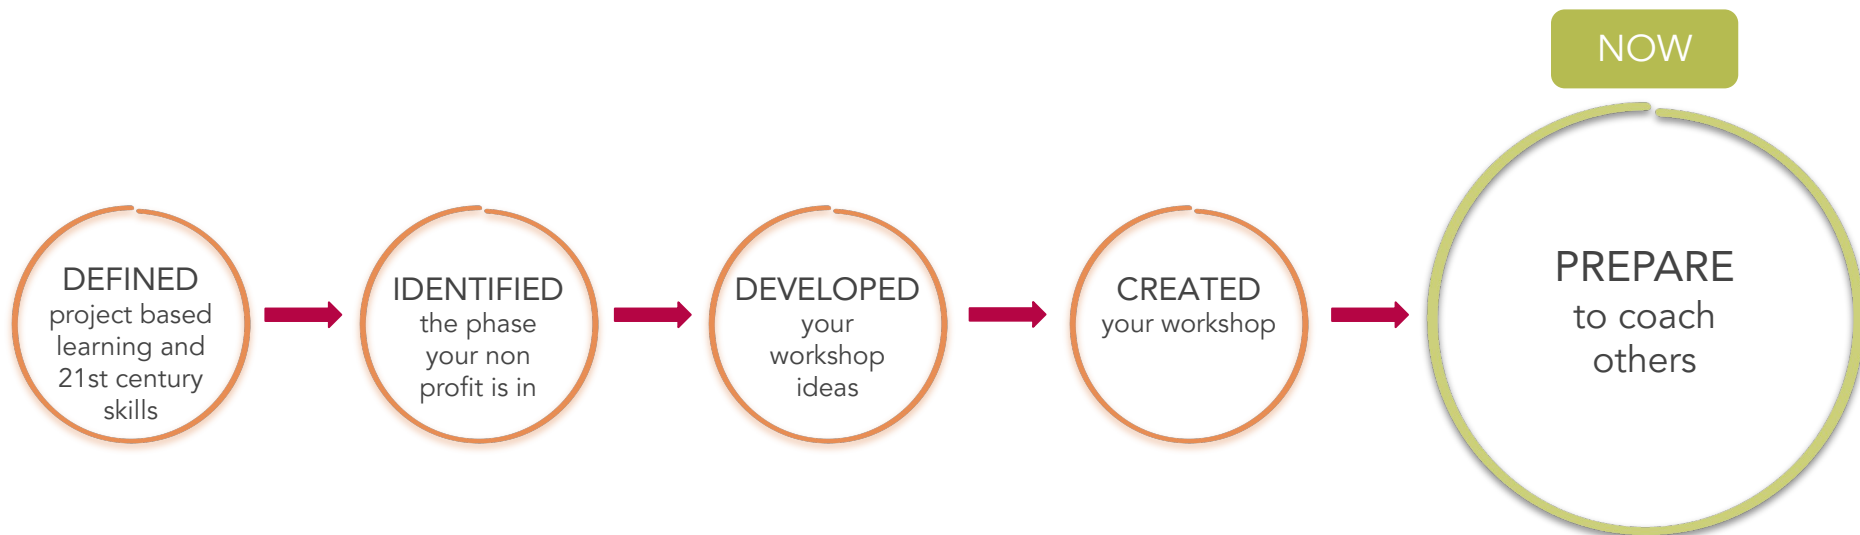 NOW
DEFINED
project based
learning and
21st century
skills
IDENTIFIED
the phase
your non
profit is in
DEVELOPED
your
workshop
ideas
CREATED
your workshop
PREPARE
to coach
others